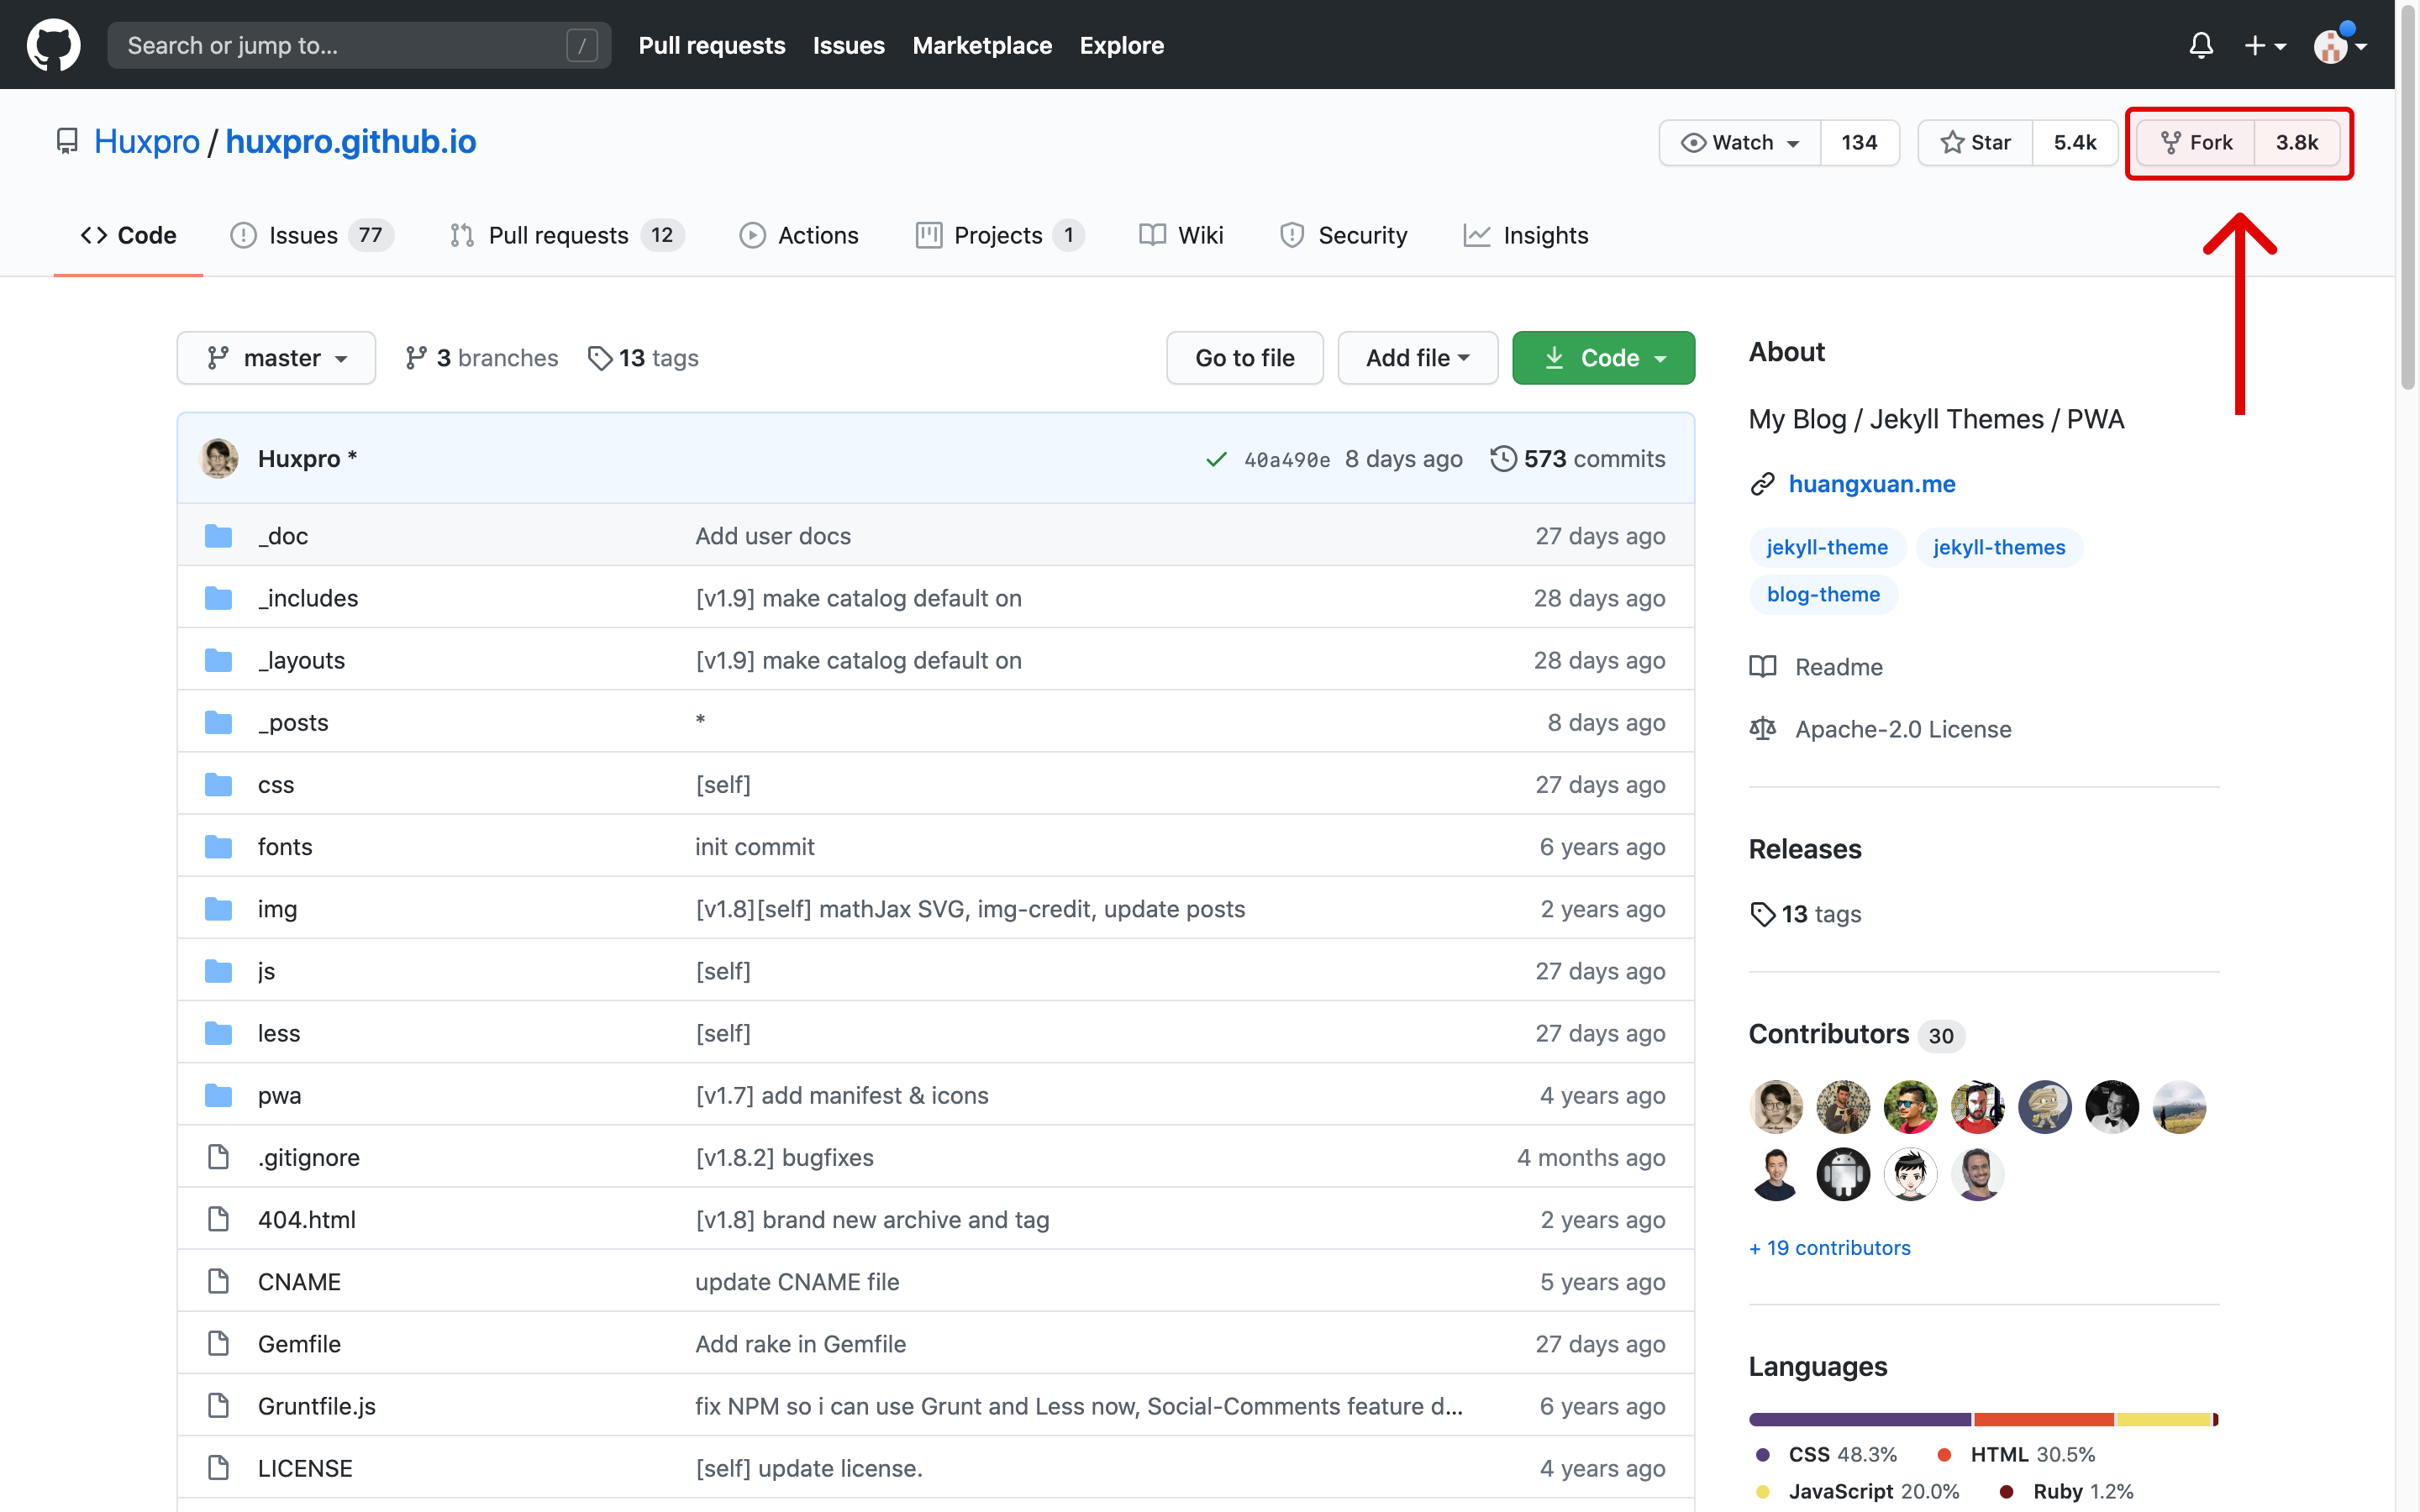 Search or jump to... / Pull requests Issues Marketplace Explore
Huxpro / huxpro.github.io Watch 134 Star 5.4k Fork 3.8k
Code Issues 77 Pull requests 12 Actions Projects 1 Wiki Security Insights
master 3 branches 13 tags Go to file Add file Code
Huxpro * 40a490e 8 days ago 573 commits
_doc Add user docs 27 days ago
_includes [v1.9] make catalog default on 28 days ago
_layouts [v1.9] make catalog default on 28 days ago
_posts * 8 days ago
css [self] 27 days ago
fonts init commit 6 years ago
img [v1.8][self] mathJax SVG, img-credit, update posts 2 years ago
js [self] 27 days ago
less [self] 27 days ago
pwa [v1.7] add manifest & icons 4 years ago
.gitignore [v1.8.2] bugfixes 4 months ago
404.html [v1.8] brand new archive and tag 2 years ago
CNAME update CNAME file 5 years ago
Gemfile Add rake in Gemfile 27 days ago
Gruntfile.js fix NPM so i can use Grunt and Less now, Social-Comments feature d... 6 years ago
LICENSE [self] update license. 4 years ago
About
My Blog / Jekyll Themes / PWA
huangxuan.me
jekyll-theme jekyll-themes
blog-theme
Readme
Apache-2.0 License
Releases
13 tags
Contributors 30
+ 19 contributors
Languages
CSS 48.3% HTML 30.5%
JavaScript 20.0% Ruby 1.2%